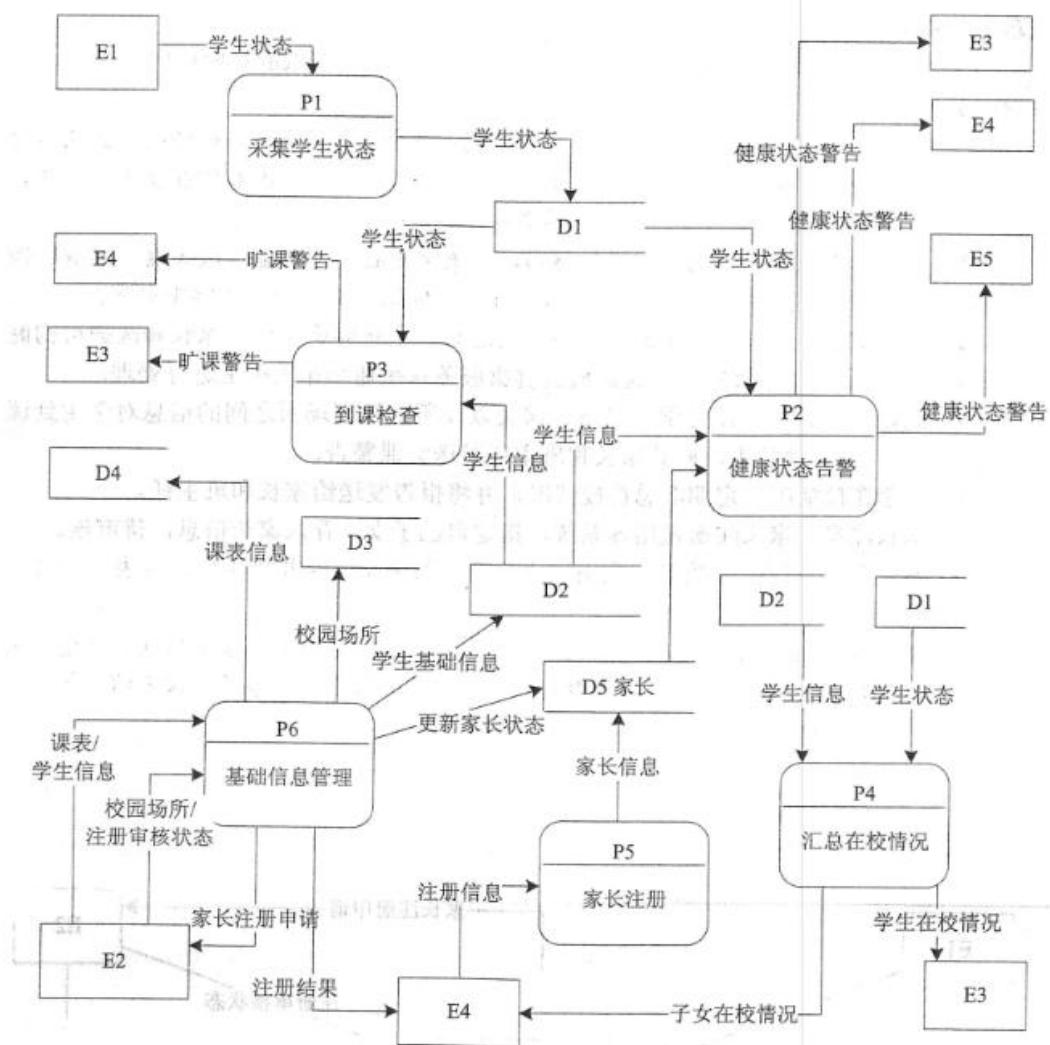 E1
学生状态
P1
采集学生状态
学生状态
E3
E4
健康状态警告
健康状态警告
D1
学生状态
学生状态
E4
旷课警告
E5
E3
旷课警告
P3
到课检查
P2
健康状态告警
健康状态警告
学生信息
学生信息
D4
课表信息
D3
校园场所
D2
学生基础信息
D2
D1
D5 家长
更新家长状态
学生信息
学生状态
课表/
学生信息
P6
基础信息管理
校园场所/
注册审核状态
家长信息
P4
汇总在校情况
P5
家长注册
注册信息
家长注册申请
E2
注册结果
E4
子女在校情况
学生在校情况
E3